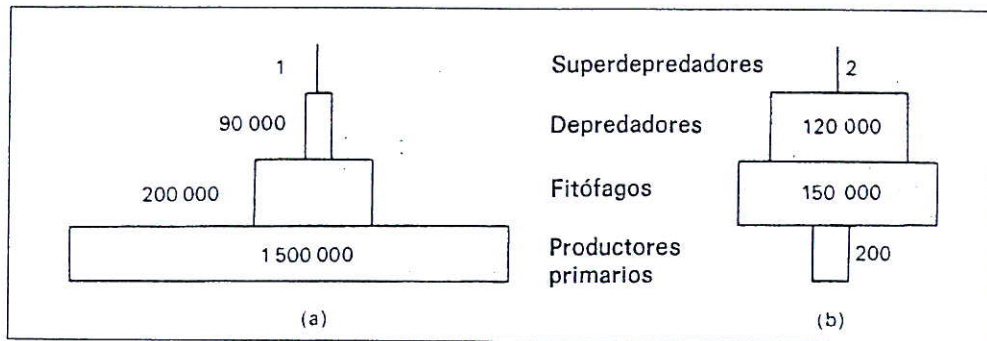 1
Superdepredadores
2
90 000
Depredadores
120 000
200 000
Fitófagos
150 000
1 500 000
Productores
primarios
200
(a)
(b)